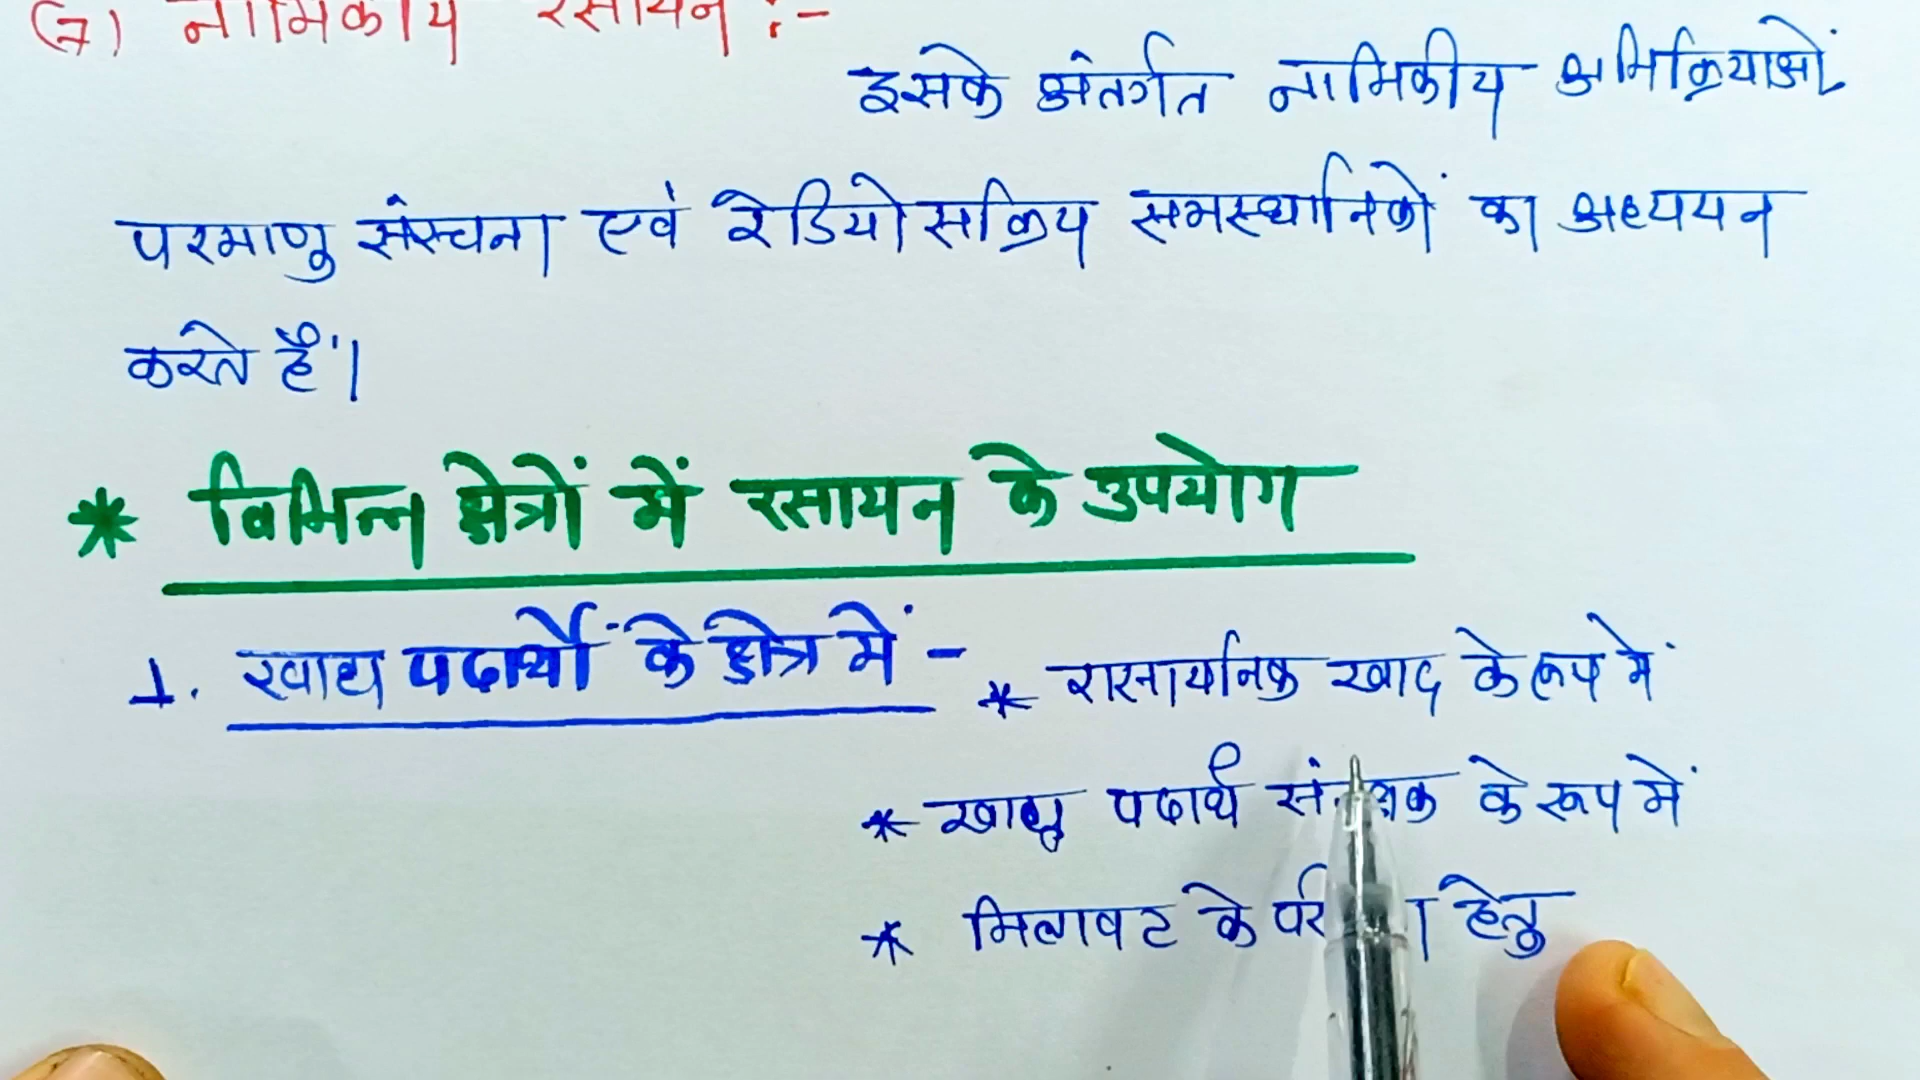 (7) नाभिकीय रसायन :-
इसके अंतर्गत नाभिकीय अभिक्रियाओं
परमाणु संरचना एवं रेडियो सक्रिय समस्थानिकों का अध्ययन
करते हैं।
* विभिन्न क्षेत्रों में रसायन के उपयोग
1. खाद्य पदार्थों के क्षेत्र में - * रासायनिक खाद के रूप में
* खाद्य पदार्थ के रूप में
* मिलावट के हेतु